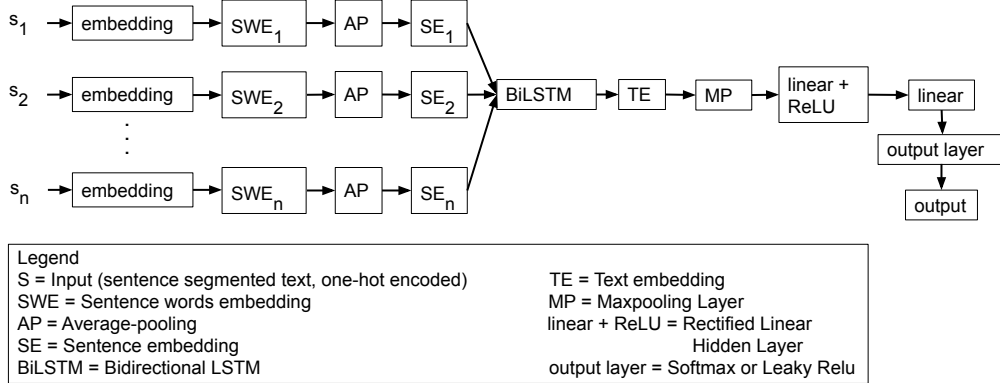 s1 embedding SWE1 AP SE1
s2 embedding SWE2 AP SE2 BiLSTM TE MP linear + ReLU linear
output layer
sn embedding SWEn AP SEn output
Legend
S = Input (sentence segmented text, one-hot encoded) TE = Text embedding
SWE = Sentence words embedding MP = Maxpooling Layer
AP = Average-pooling linear + ReLU = Rectified Linear
SE = Sentence embedding Hidden Layer
BiLSTM = Bidirectional LSTM output layer = Softmax or Leaky Relu